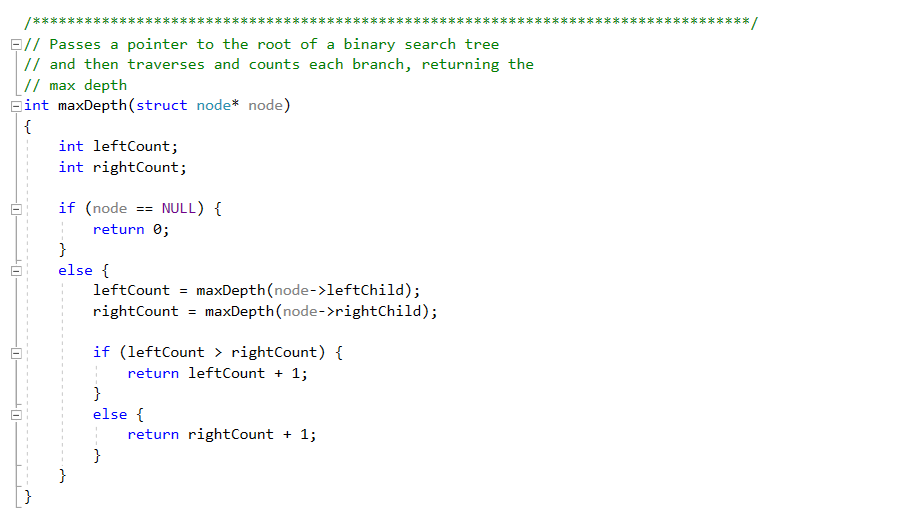 /***********************************************************************************/
// Passes a pointer to the root of a binary search tree
// and then traverses and counts each branch, returning the
// max depth
int maxDepth(struct node* node)
{
    int leftCount;
    int rightCount;

    if (node == NULL) {
        return 0;
    }
    else {
        leftCount = maxDepth(node->leftChild);
        rightCount = maxDepth(node->rightChild);

        if (leftCount > rightCount) {
            return leftCount + 1;
        }
        else {
            return rightCount + 1;
        }
    }
}